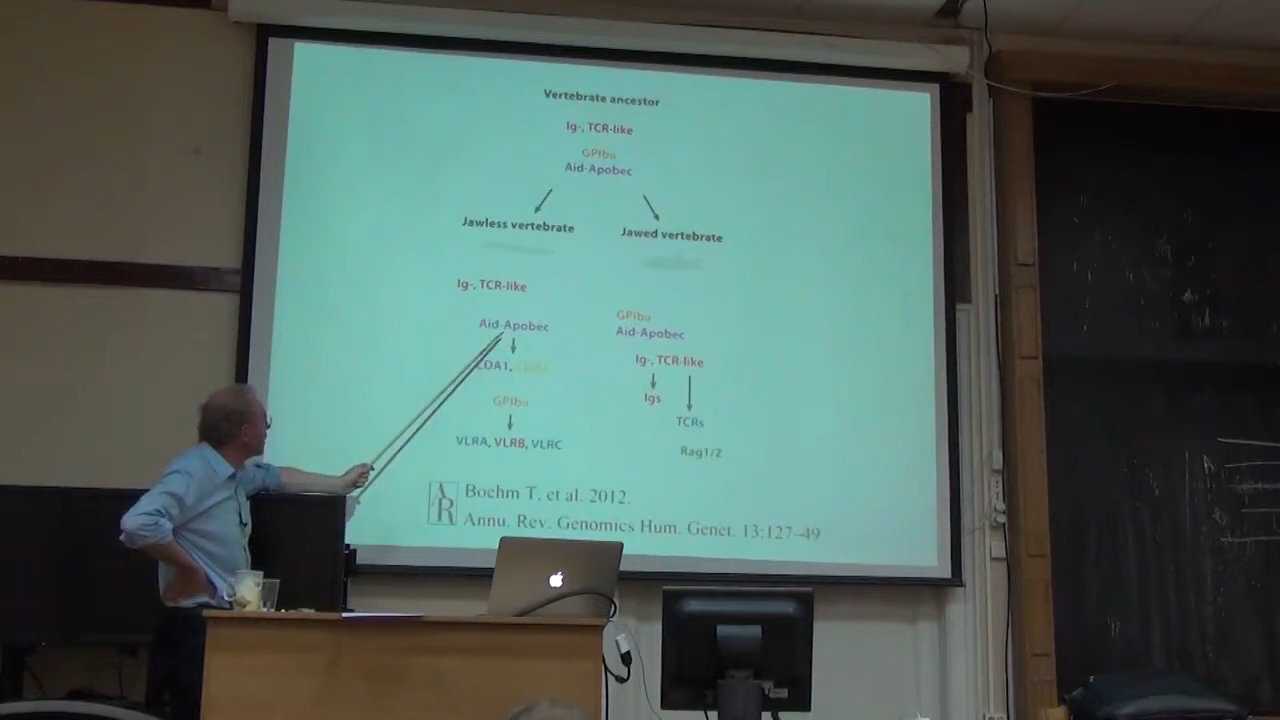 Vertebrate ancestor
Ig-, TCR-like
GPIbα
Aid-Apobec
Jawless vertebrate
Jawed vertebrate
Ig-, TCR-like
Aid-Apobec
CDA1,
GPIbα
VLRA, VLRB, VLRC
GPIbα
Aid-Apobec
Ig-, TCR-like
Igs
TCRs
Rag1/2
AR
Boehm T, et al. 2012.
Annu. Rev. Genomics Hum. Genet. 13:127–49